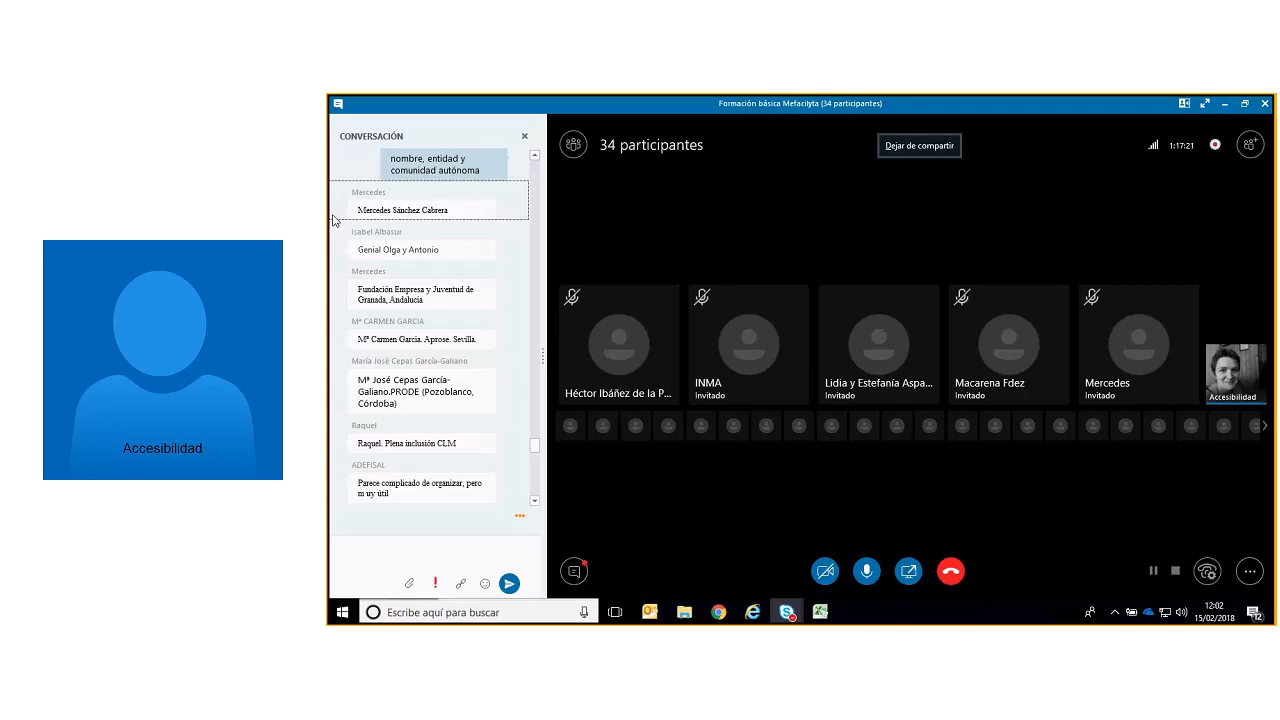 Formación básica Mefacilyta (34 participantes)
CONVERSACIÓN
nombre, entidad y
comunidad autónoma
Mercedes
Mercedes Sánchez Cabrera
Isabel Albasur
Genial Olga y Antonio
Mercedes
Fundación Empresa y Juventud de
Granada, Andalucía
Mª CARMEN GARCIA
Mª Carmen Garcia. Aprose. Sevilla.
María José Cepas García-Galiano
Mª José Cepas García-
Galiano.PRODE (Pozoblanco,
Córdoba)
Raquel
Raquel. Plena inclusión CLM
ADEFISAL
Parece complicado de organizar, pero
m uy útil
34 participantes
Dejar de compartir
1:17:21
Héctor Ibáñez de la P...
INMA
Invitado
Lidia y Estefanía Aspa...
Invitado
Macarena Fdez
Invitado
Mercedes
Invitado
Accesibilidad
Accesibilidad
Escribe aquí para buscar
12:02
15/02/2018
12